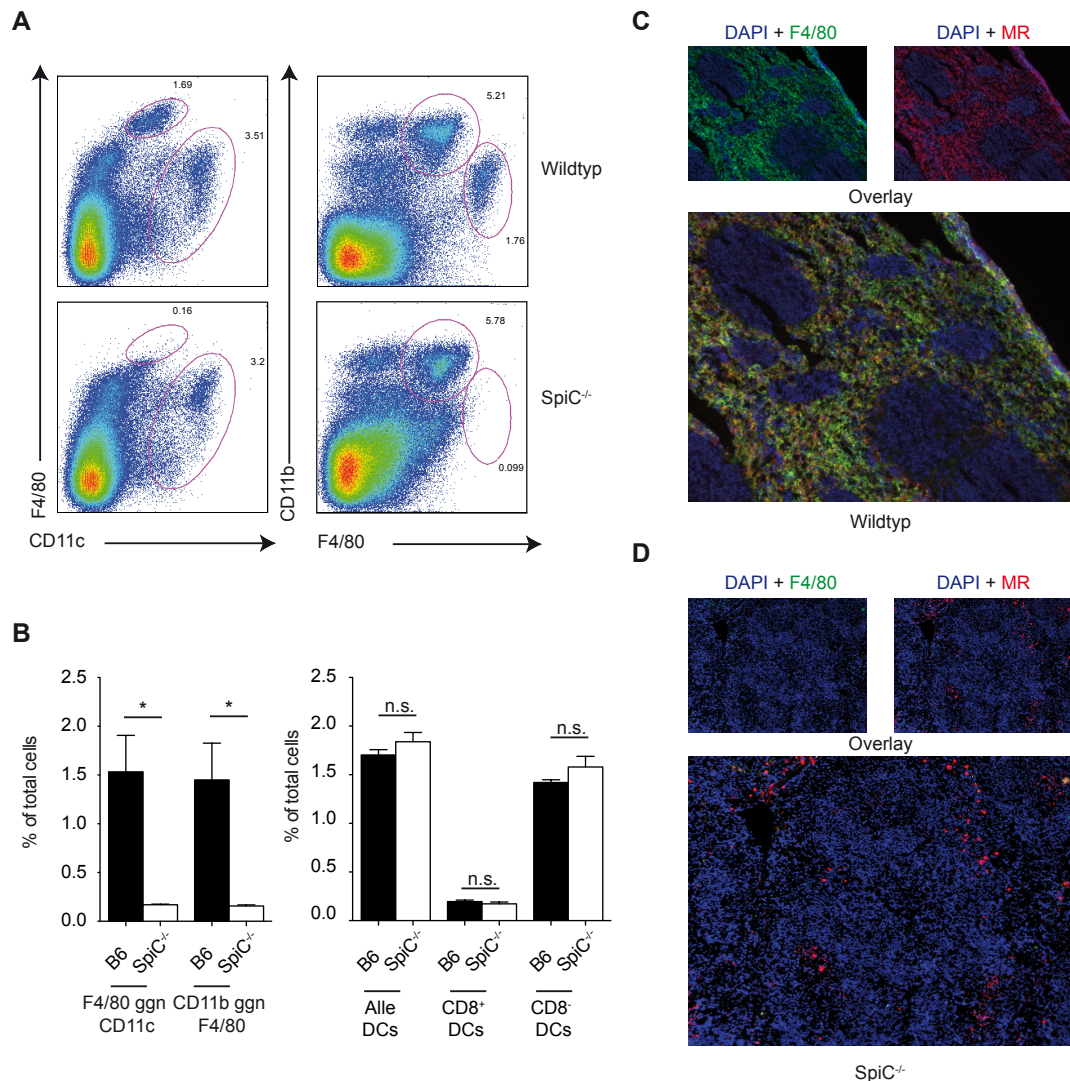 A
1.69
3.51
5.21
1.76
Wildtyp
0.16
3.2
5.78
0.099
SpiC-/-
F4/80
CD11b
CD11c
F4/80
B
% of total cells
2.5
2.0
1.5
1.0
0.5
0.0
*
*
B6
SpiC-/-
B6
SpiC-/-
F4/80 ggn
CD11c
CD11b ggn
F4/80
% of total cells
2.5
2.0
1.5
1.0
0.5
0.0
n.s.
n.s.
n.s.
B6
SpiC-/-
B6
SpiC-/-
B6
SpiC-/-
Alle
DCs
CD8+
DCs
CD8-
DCs
C
DAPI + F4/80
DAPI + MR
Overlay
Wildtyp
D
DAPI + F4/80
DAPI + MR
Overlay
SpiC-/-